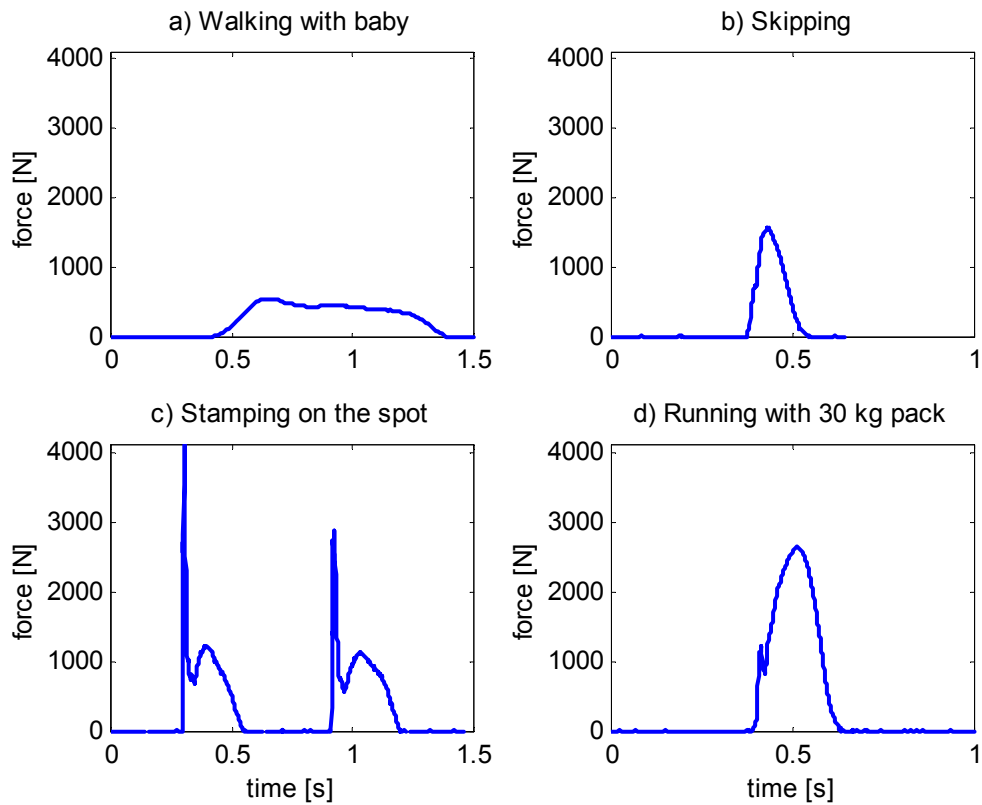 a) Walking with baby
4000
3000
2000
1000
0
force [N]
0 0.5 1 1.5
b) Skipping
4000
3000
2000
1000
0
force [N]
0 0.5 1
c) Stamping on the spot
4000
3000
2000
1000
0
force [N]
0 0.5 1 1.5
time [s]
d) Running with 30 kg pack
4000
3000
2000
1000
0
force [N]
0 0.5 1
time [s]